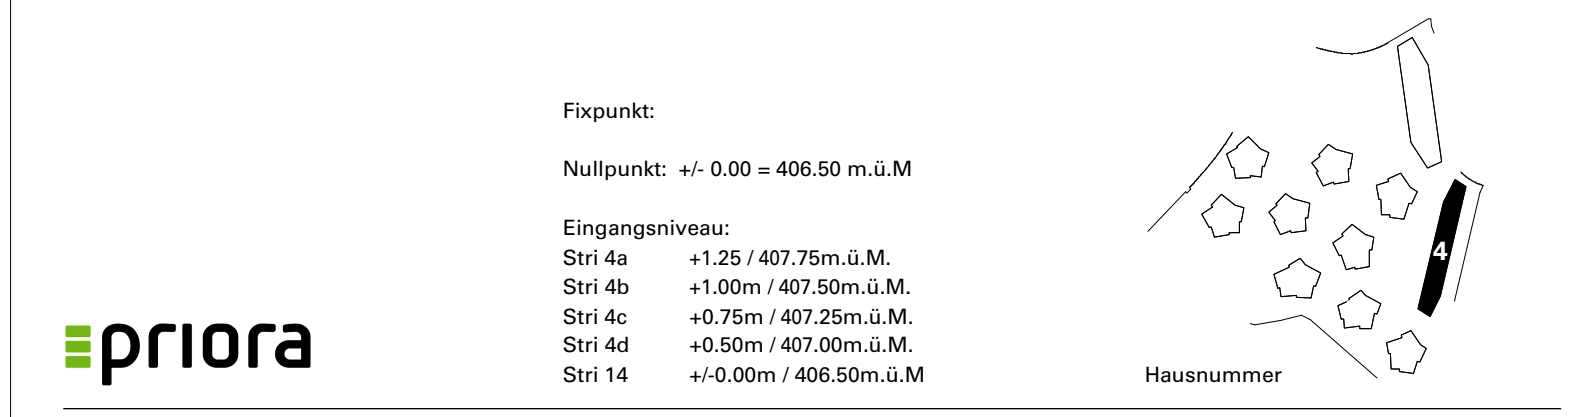 Fixpunkt:
Nullpunkt: +/- 0.00 = 406.50 m.ü.M
Eingangsniveau:
Stri 4a +1.25 / 407.75m.ü.M.
Stri 4b +1.00m / 407.50m.ü.M.
Stri 4c +0.75m / 407.25m.ü.M.
Stri 4d +0.50m / 407.00m.ü.M.
Stri 14 +/-0.00m / 406.50m.ü.M
priora
4
Hausnummer